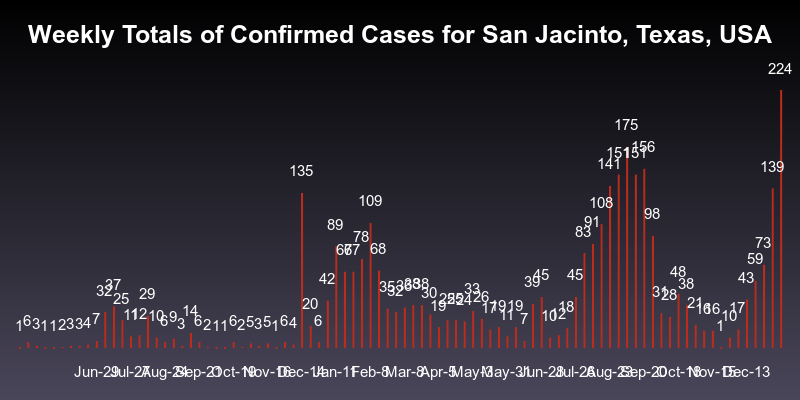 Weekly Totals of Confirmed Cases for San Jacinto, Texas, USA
224
175
151 151 156
141 139
135
109 108
98
89 91
78 83
67 67 68 73
59
42 39 45 45 48 38 43
32 37 25 29 20 35 32 36 38 38 30 33 26 31 28
1 6 3 1 1 2 3 3 4 7 11 12 10 6 9 3 14 6 2 1 1 6 2 5 3 5 1 6 4 6 19 25 25 24 17 19 11 19 7 10 12 18 21 16 16 1 10 17
Jun-29 Jul-27 Aug-24 Sep-21 Oct-19 Nov-16 Dec-14 Jan-11 Feb-8 Mar-8 Apr-5 May-3 May-31 Jun-28 Jul-26 Aug-23 Sep-20 Oct-18 Nov-15 Dec-13